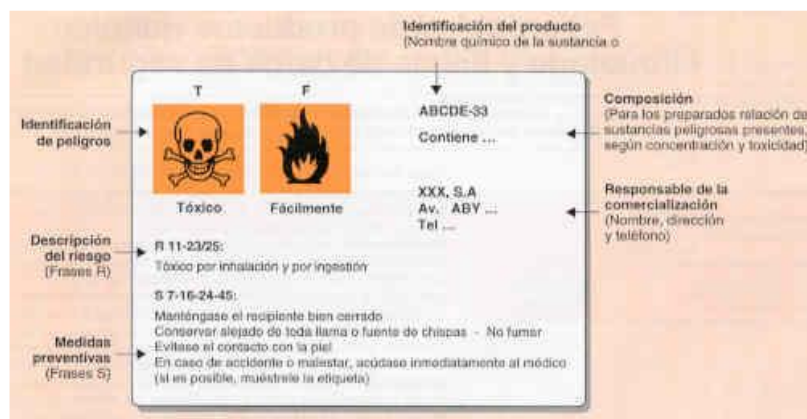 Identificación del producto
(Nombre químico de la sustancia o
T F
ABCDE-33
Contiene ...
Composición
(Para los preparados relación de
sustancias peligrosas presentes,
según concentración y toxicidad)
Identificación
de peligros
Tóxico Fácilmente
XXX, S.A
Av. ABY ...
Tel ...
Responsable de la
comercialización
(Nombre, dirección
y teléfono)
Descripción
del riesgo
(Frases R)
R 11-23/25:
Tóxico por inhalación y por ingestión
S 7-16-24-45:
Manténgase el recipiente bien cerrado
Conservar alejado de toda llama o fuente de chispas - No fumar
Evítese el contacto con la piel
En caso de accidente o malestar, acúdase inmediatamente al médico
(si es posible, muéstrele la etiqueta)
Medidas
preventivas
(Frases S)